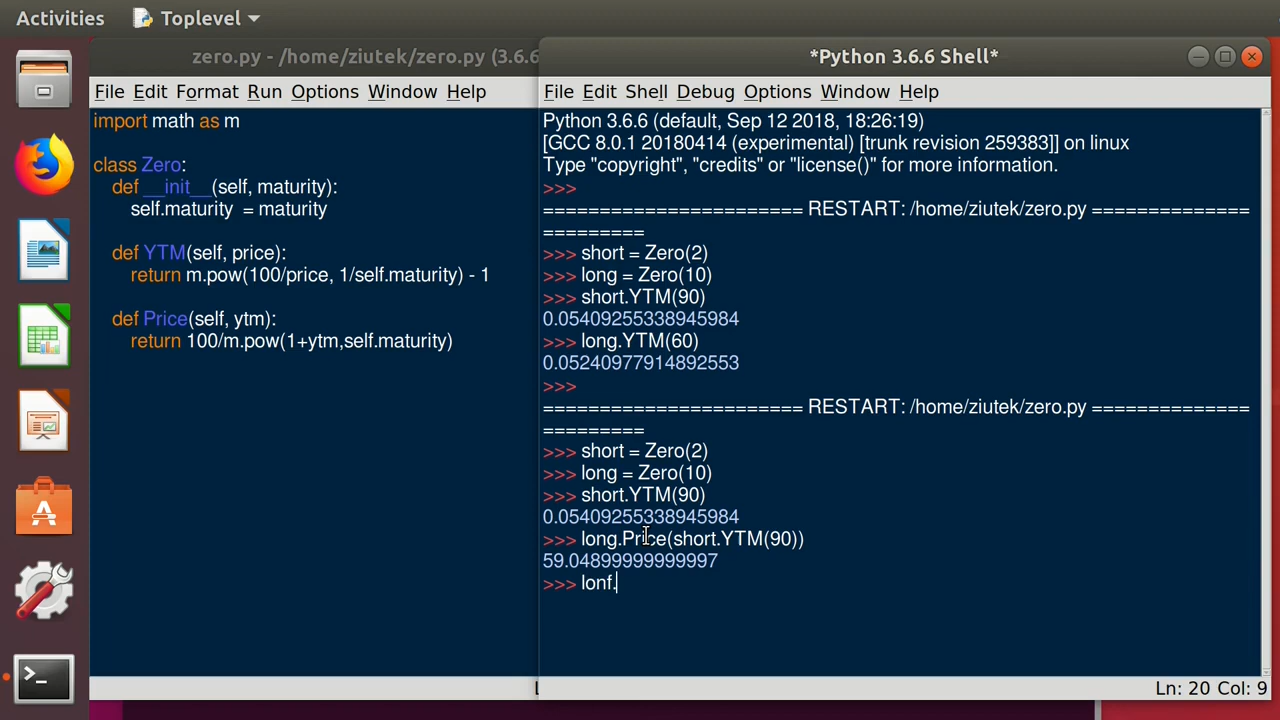 Activities
Toplevel
zero.py - /home/ziutek/zero.py (3.6.6
File Edit Format Run Options Window Help
import math as m
class Zero:
    def __init__(self, maturity):
        self.maturity  = maturity
    def YTM(self, price):
        return m.pow(100/price, 1/self.maturity) - 1
    def Price(self, ytm):
        return 100/m.pow(1+ytm,self.maturity)
*Python 3.6.6 Shell*
File Edit Shell Debug Options Window Help
Python 3.6.6 (default, Sep 12 2018, 18:26:19)
[GCC 8.0.1 20180414 (experimental) [trunk revision 259383]] on linux
Type "copyright", "credits" or "license()" for more information.
>>>
======================= RESTART: /home/ziutek/zero.py ==============
=========
>>> short = Zero(2)
>>> long = Zero(10)
>>> short.YTM(90)
0.05409255338945984
>>> long.YTM(60)
0.05240977914892553
>>>
======================= RESTART: /home/ziutek/zero.py ==============
=========
>>> short = Zero(2)
>>> long = Zero(10)
>>> short.YTM(90)
0.05409255338945984
>>> long.Price(short.YTM(90))
59.04899999999997
>>> lonf.
Ln: 20 Col: 9